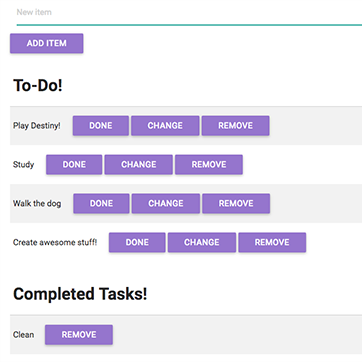 New Item
ADD ITEM
To-Do!
Play Destiny! DONE CHANGE REMOVE
Study DONE CHANGE REMOVE
Walk the dog DONE CHANGE REMOVE
Create awesome stuff! DONE CHANGE REMOVE
Completed Tasks!
Clean REMOVE